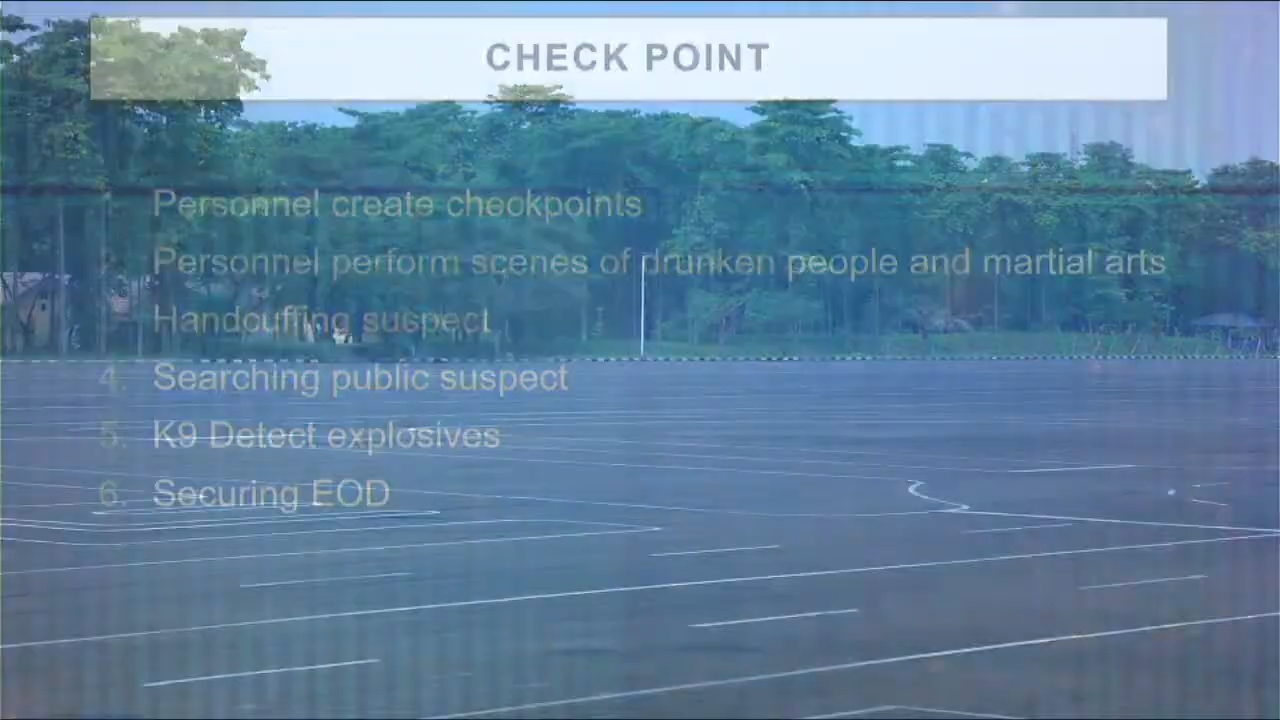 CHECK POINT
Personnel create checkpoints
Personnel perform scenes of drunken people and martial arts
Handcuffing suspect
4. Searching public suspect
5. K9 Detect explosives
6. Securing EOD